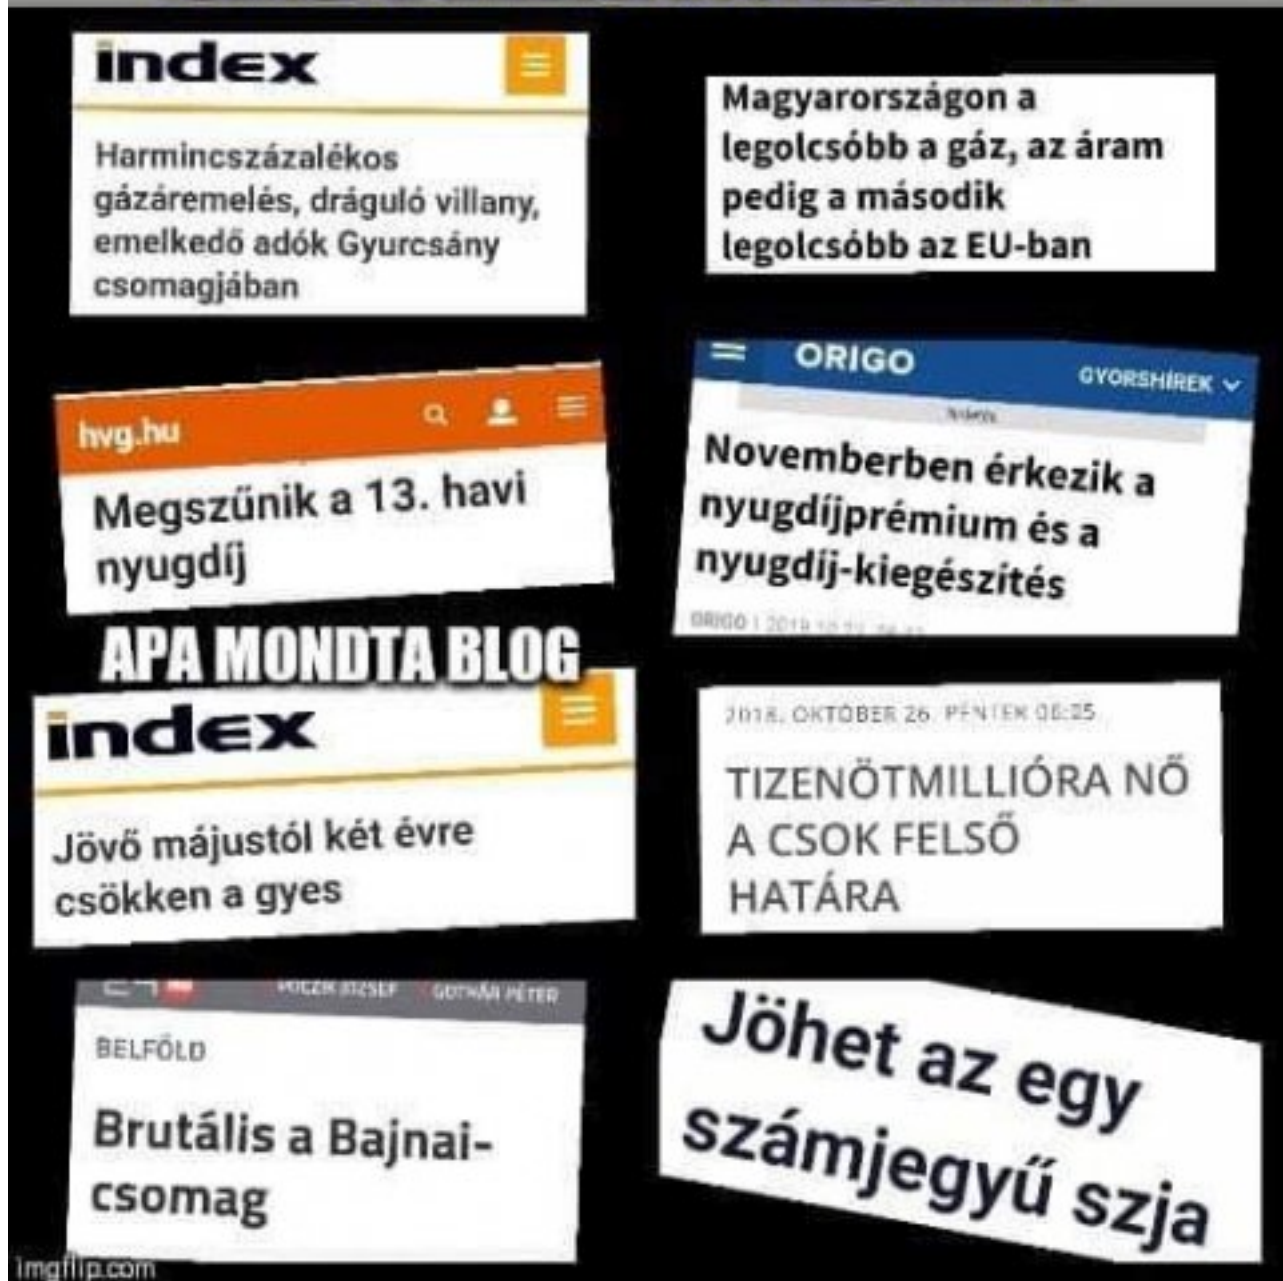 index
Harmincszázalékos
gázáremelés, dráguló villany,
emelkedő adók Gyurcsány
csomagjában
Magyarországon a
legolcsóbb a gáz, az áram
pedig a második
legolcsóbb az EU-ban
hvg.hu
Megszűnik a 13. havi
nyugdíj
ORIGO
GYORSHÍREK
Novemberben érkezik a
nyugdíjprémium és a
nyugdíj-kiegészítés
ORIGO
APA MONDTA BLOG
index
Jövő májustól két évre
csökken a gyes
2018. OKTÓBER 26. PÉNTEK
TIZENÖTMILLIÓRA NŐ
A CSOK FELSŐ
HATÁRA
PÉTER
BELFÖLD
Brutális a Bajnai-
csomag
Jöhet az egy
számjegyű szja
imgflip.com